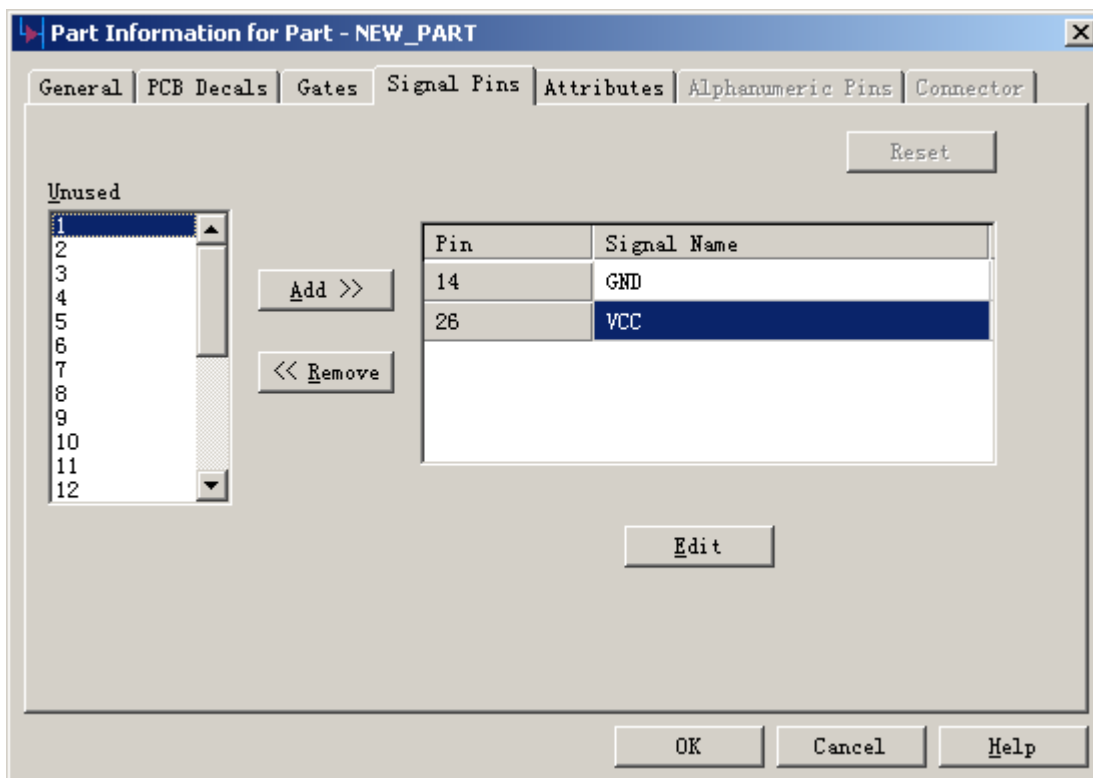 Part Information for Part - NEW_PART
General PCB Decals Gates Signal Pins Attributes Alphanumeric Pins Connector
Reset
Unused
1
2
3
4
5
6
7
8
9
10
11
12
Add >>
<< Remove
Pin Signal Name
14 GND
26 VCC
Edit
OK Cancel Help